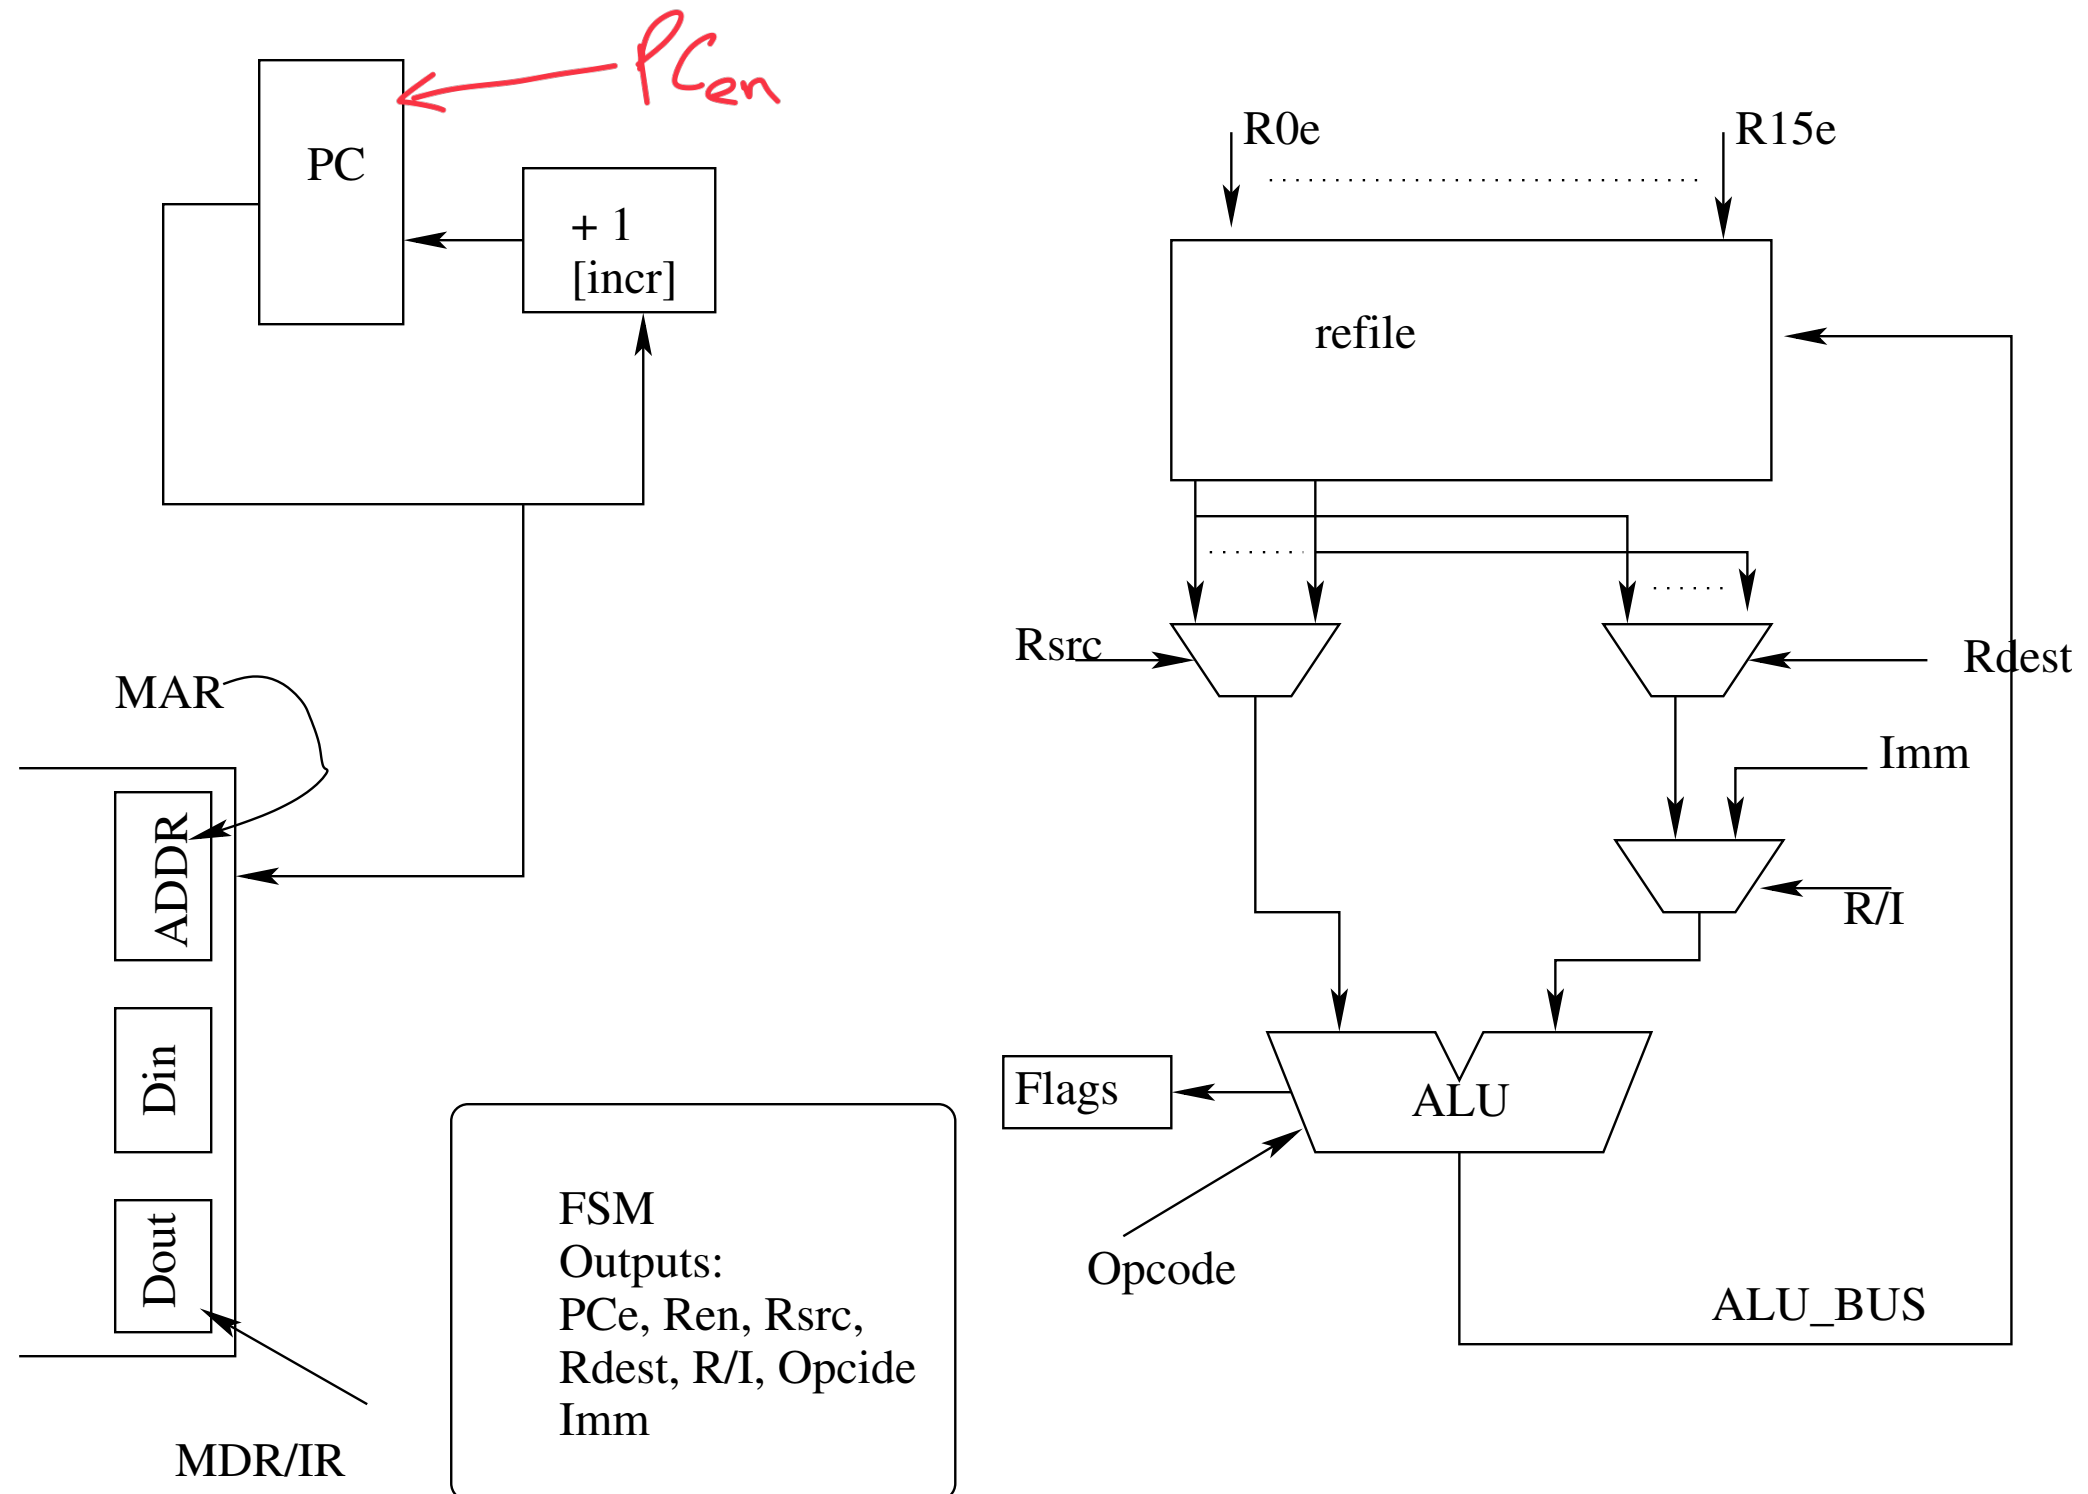 PCen
PC
+ 1
[incr]
R0e
R15e
refile
Rsrc
Rdest
MAR
Imm
R/I
ADDR
Din
Dout
Flags
ALU
Opcode
ALU_BUS
FSM
Outputs:
PCe, Ren, Rsrc,
Rdest, R/I, Opcide
Imm
MDR/IR